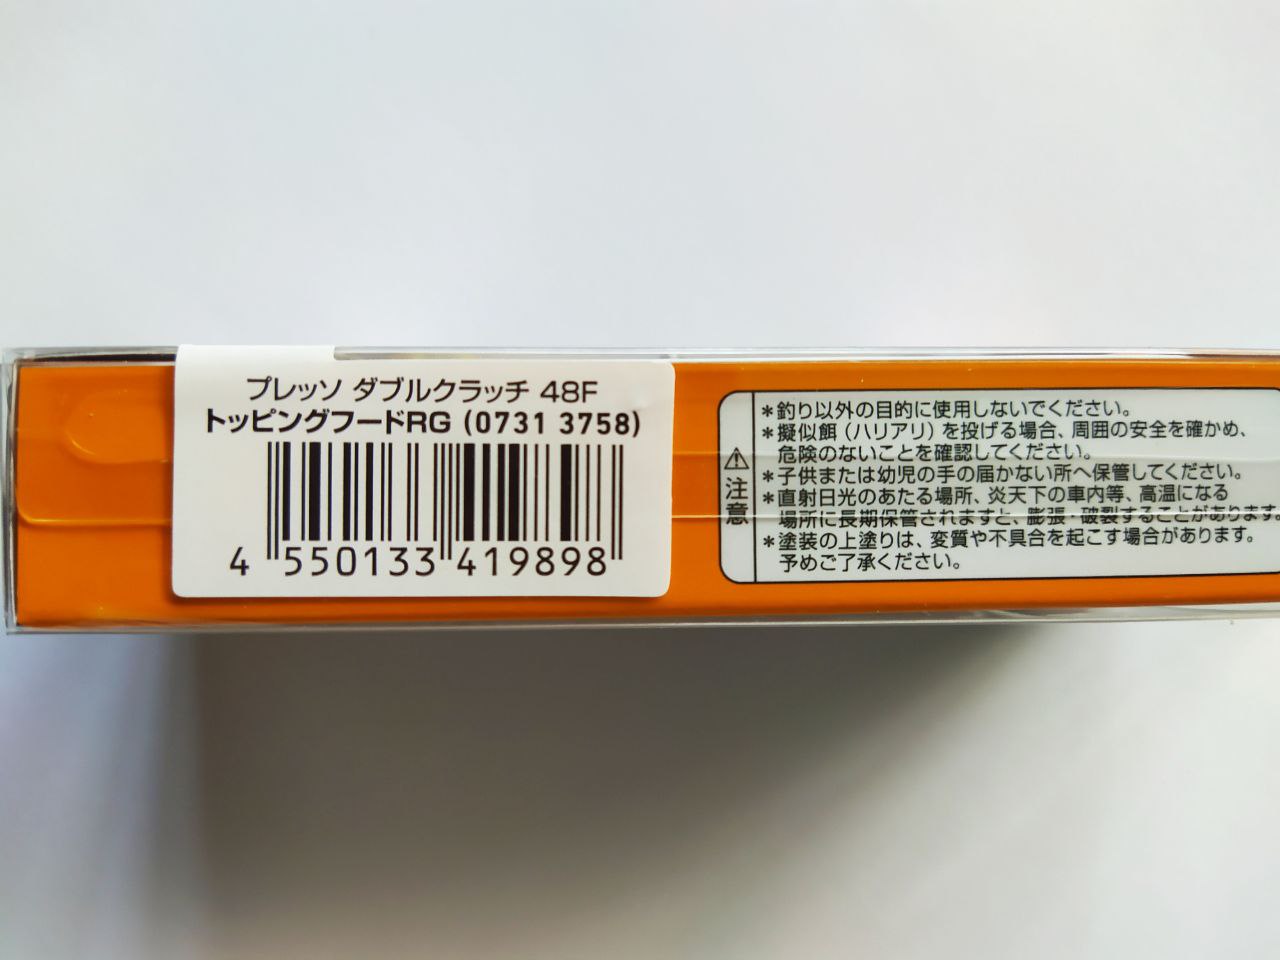 プレッソ ダブルクラッチ 48F
トッピングフードRG (0731 3758)
4 550133 419898
⚠注意
*釣り以外の目的に使用しないでください。
*擬似餌(ハリアリ)を投げる場合、周囲の安全を確かめ、
危険のないことを確認してください。
*子供または幼児の手の届かない所へ保管してください。
*直射日光のあたる場所、炎天下の車内等、高温になる
場所に長期保管されますと、膨張・破裂することがあります。
*塗装の上塗りは、変質や不具合を起こす場合があります。
予めご了承ください。